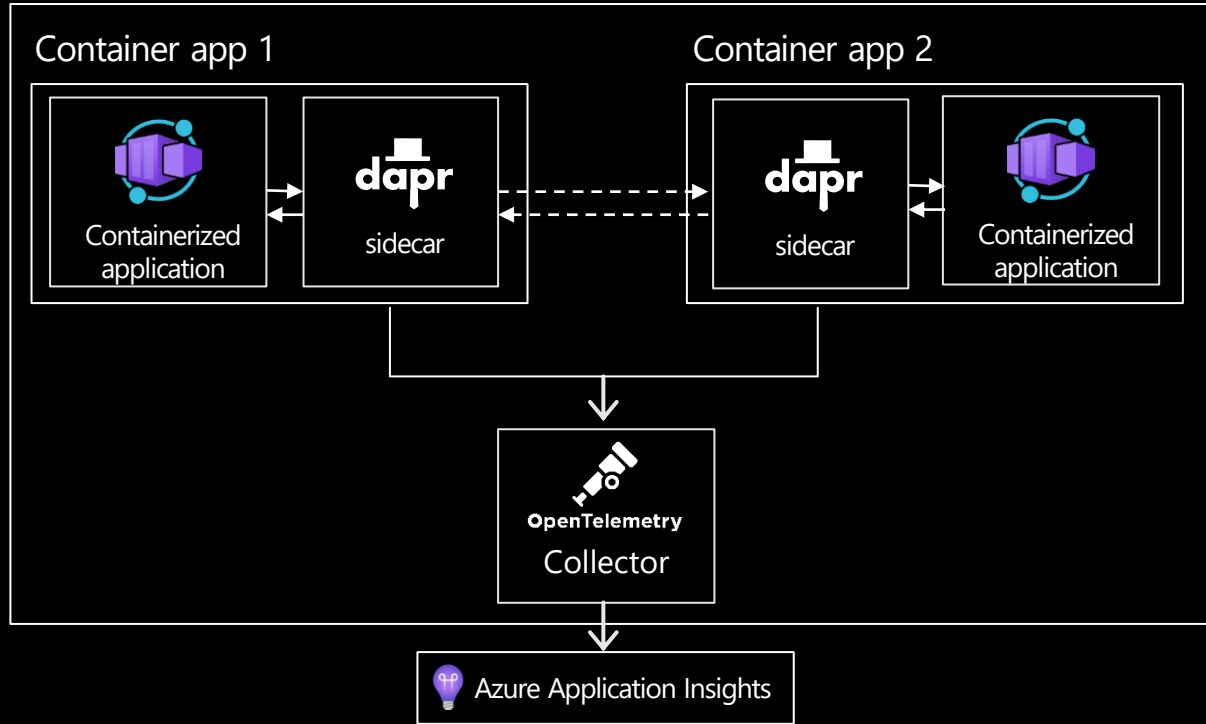 Container app 1
Container app 2
Containerized
application
dapr
sidecar
dapr
sidecar
Containerized
application
OpenTelemetry
Collector
Azure Application Insights